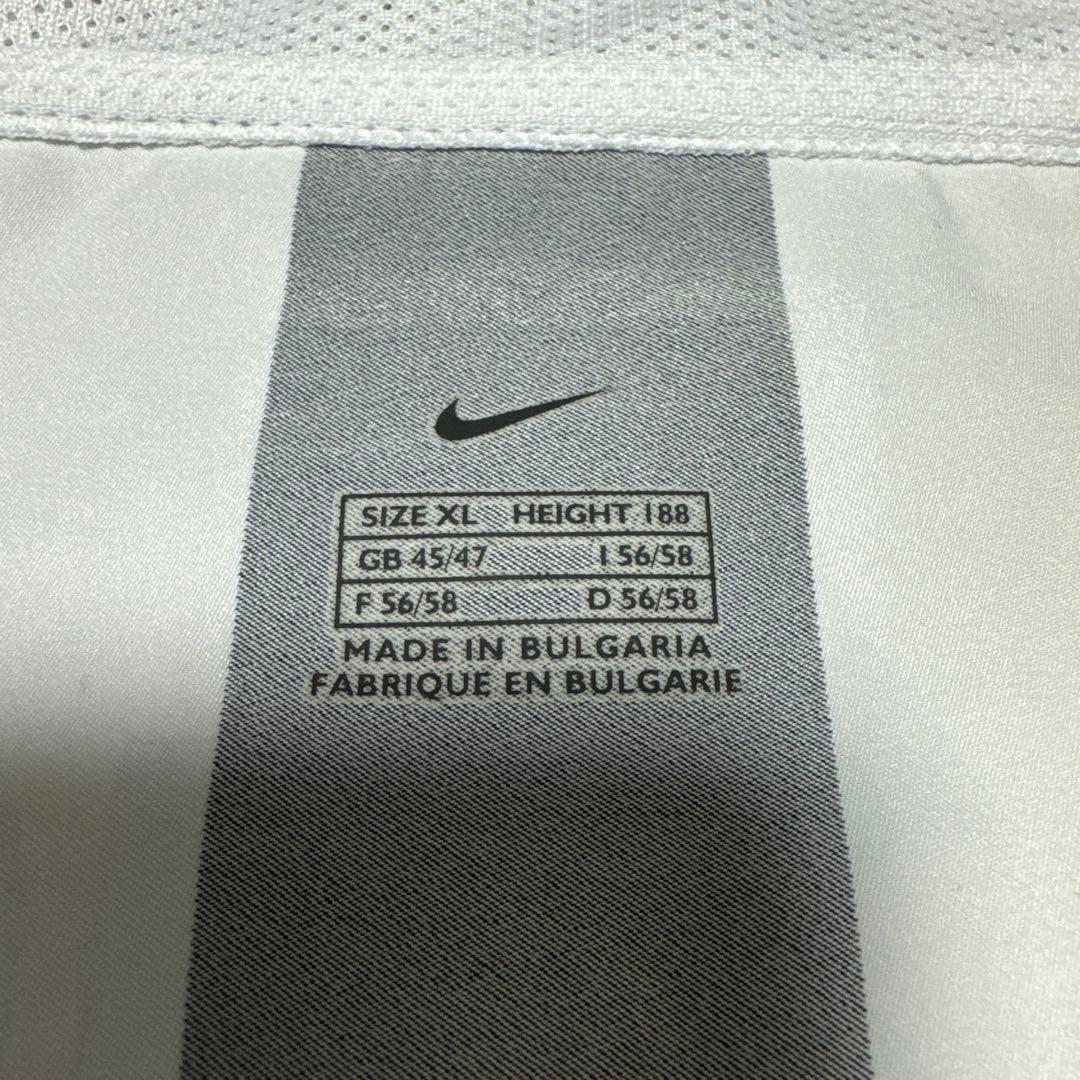 SIZE XL HEIGHT 188
GB 45/47 I 56/58
F 56/58 D 56/58
MADE IN BULGARIA
FABRIQUE EN BULGARIE